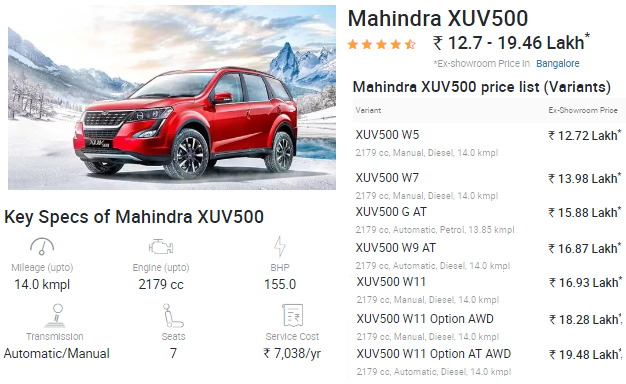 Mahindra XUV500
₹ 12.7 - 19.46 Lakh*
*Ex-showroom Price in Bangalore
Mahindra XUV500 price list (Variants)
Variant Ex-Showroom Price
XUV500 W5 ₹ 12.72 Lakh*
2179 cc, Manual, Diesel, 14.0 kmpl
XUV500 W7 ₹ 13.98 Lakh*
2179 cc, Manual, Diesel, 14.0 kmpl
XUV500 G AT ₹ 15.88 Lakh*
2179 cc, Automatic, Petrol, 13.85 kmpl
XUV500 W9 AT ₹ 16.87 Lakh*
2179 cc, Automatic, Diesel, 14.0 kmpl
XUV500 W11 ₹ 16.93 Lakh*
2179 cc, Manual, Diesel, 14.0 kmpl
XUV500 W11 Option AWD ₹ 18.28 Lakh*,
2179 cc, Manual, Diesel, 14.0 kmpl
XUV500 W11 Option AT AWD ₹ 19.48 Lakh*,
2179 cc, Automatic, Diesel, 14.0 kmpl
Key Specs of Mahindra XUV500
Mileage (upto) Engine (upto) BHP
14.0 kmpl 2179 cc 155.0
Transmission Seats Service Cost
Automatic/Manual 7 ₹ 7,038/yr